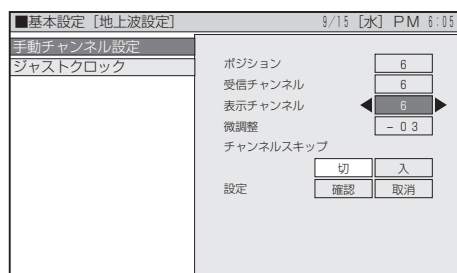 ■基本設定［地上波設定］ 9/15［水］PM 6:05
手動チャンネル設定
ジャストクロック
ポジション 6
受信チャンネル 6
表示チャンネル ◀ 6 ▶
微調整 －03
チャンネルスキップ
切 入
設定 確認 取消